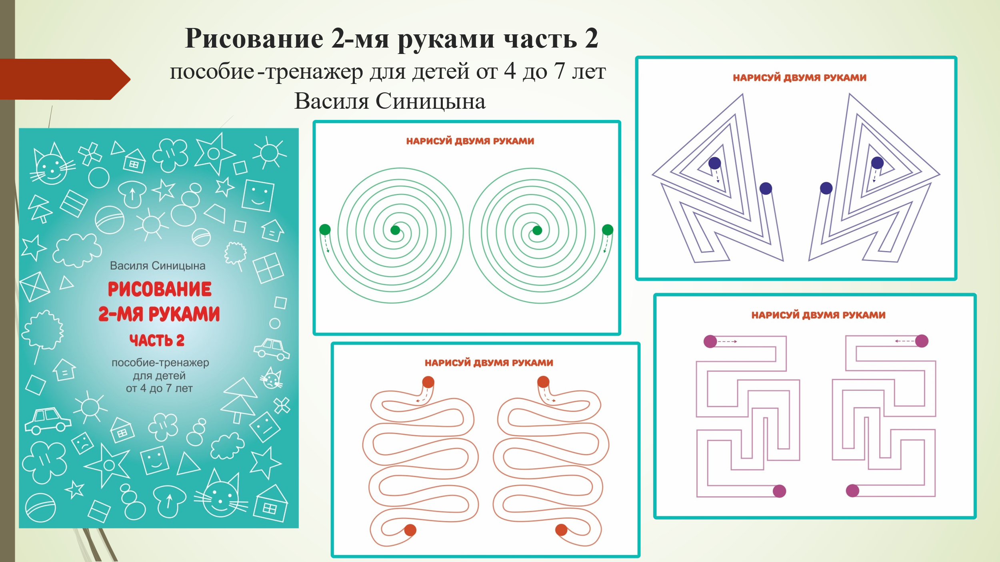 Рисование 2-мя руками часть 2
пособие-тренажер для детей от 4 до 7 лет
Василя Синицына
Василя Синицына
РИСОВАНИЕ
2-МЯ РУКАМИ
ЧАСТЬ 2
пособие-тренажер
для детей
от 4 до 7 лет
НАРИСУЙ ДВУМЯ РУКАМИ
НАРИСУЙ ДВУМЯ РУКАМИ
НАРИСУЙ ДВУМЯ РУКАМИ
НАРИСУЙ ДВУМЯ РУКАМИ